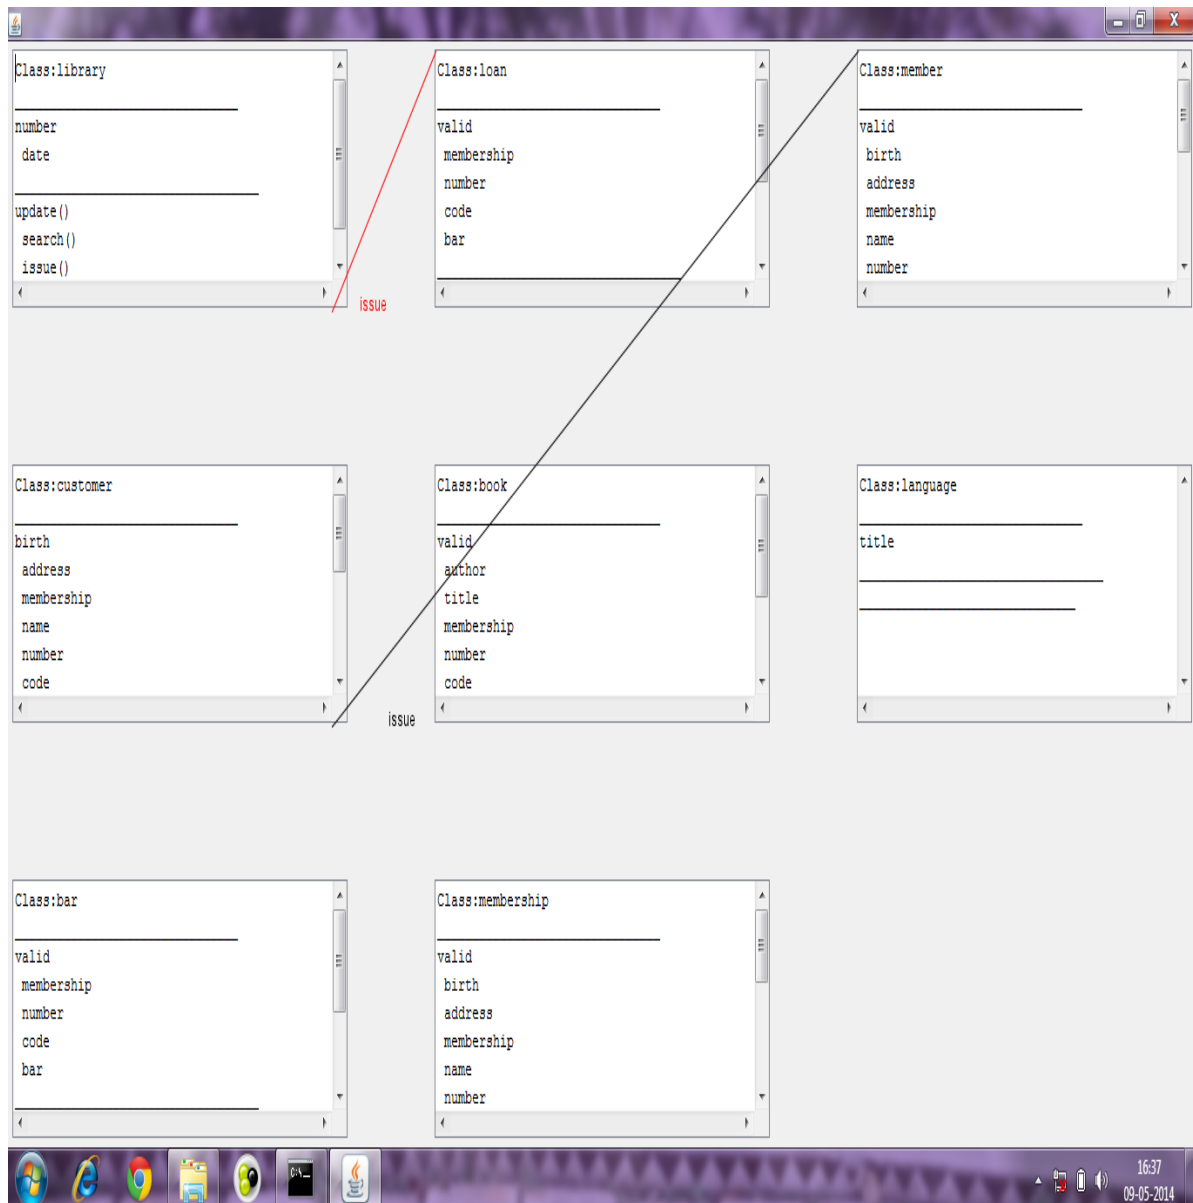 Class:library
number
date
update()
search()
issue()
issue
Class:loan
valid
membership
number
code
bar
Class:member
valid
birth
address
membership
name
number
Class:customer
birth
address
membership
name
number
code
issue
Class:book
valid
author
title
membership
number
code
Class:language
title
Class:bar
valid
membership
number
code
bar
Class:membership
valid
birth
address
membership
name
number
C:\_
16:37
09-05-2014